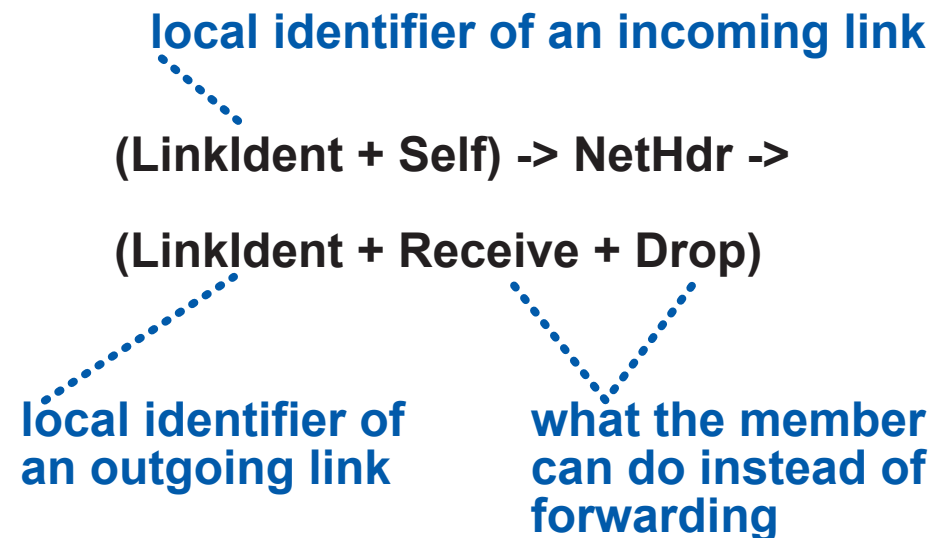 local identifier of an incoming link
(LinkIdent + Self) -> NetHdr ->
(LinkIdent + Receive + Drop)
local identifier of
an outgoing link
what the member
can do instead of
forwarding